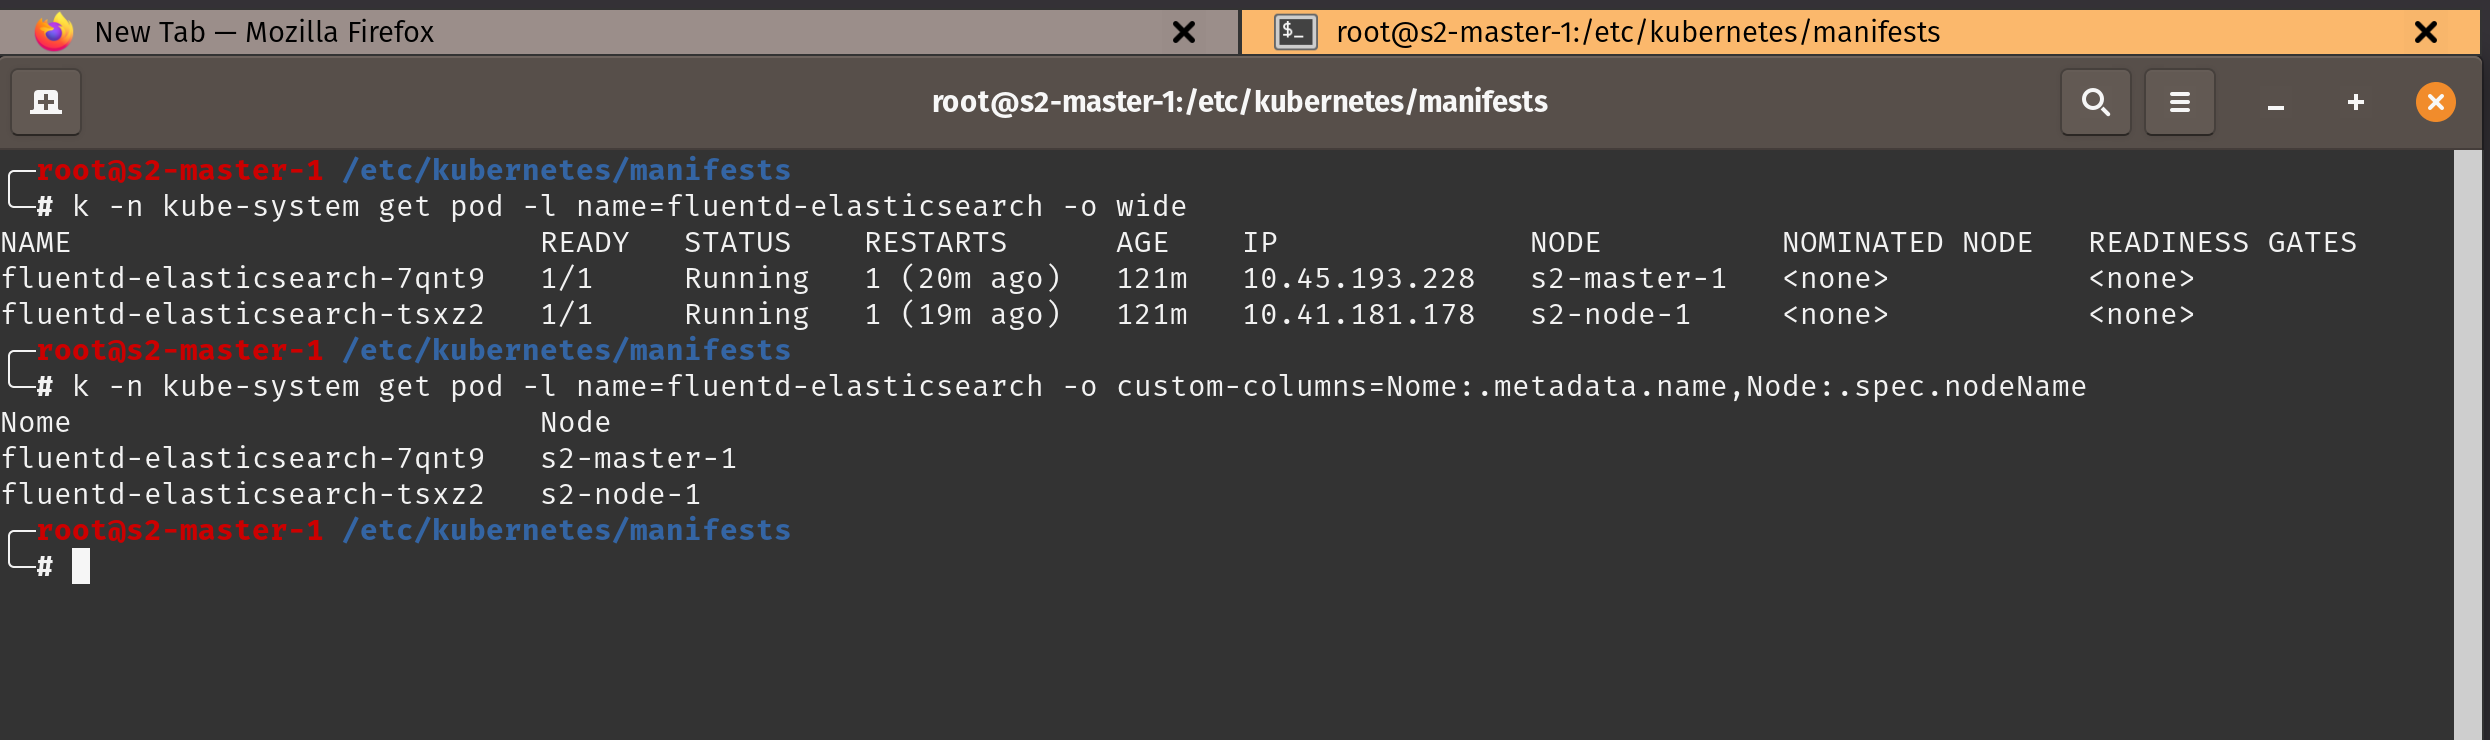 New Tab — Mozilla Firefox
root@s2-master-1:/etc/kubernetes/manifests
root@s2-master-1:/etc/kubernetes/manifests
root@s2-master-1 /etc/kubernetes/manifests
# k -n kube-system get pod -l name=fluentd-elasticsearch -o wide
NAME READY STATUS RESTARTS AGE IP NODE NOMINATED NODE READINESS GATES
fluentd-elasticsearch-7qnt9 1/1 Running 1 (20m ago) 121m 10.45.193.228 s2-master-1 <none> <none>
fluentd-elasticsearch-tsxz2 1/1 Running 1 (19m ago) 121m 10.41.181.178 s2-node-1 <none> <none>
root@s2-master-1 /etc/kubernetes/manifests
# k -n kube-system get pod -l name=fluentd-elasticsearch -o custom-columns=Nome:.metadata.name,Node:.spec.nodeName
Nome Node
fluentd-elasticsearch-7qnt9 s2-master-1
fluentd-elasticsearch-tsxz2 s2-node-1
root@s2-master-1 /etc/kubernetes/manifests
#